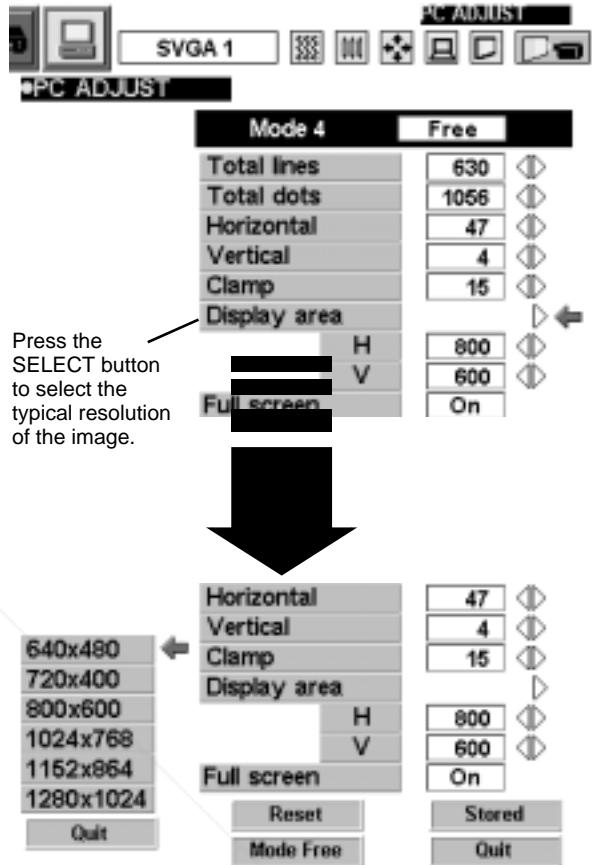 PC ADJUST
SVGA 1
●PC ADJUST
Mode 4 Free
Total lines 630
Total dots 1056
Horizontal 47
Vertical 4
Clamp 15
Display area
H 800
V 600
Full screen On
Press the
SELECT button
to select the
typical resolution
of the image.
Horizontal 47
Vertical 4
Clamp 15
Display area
H 800
V 600
Full screen On
640x480
720x400
800x600
1024x768
1152x864
1280x1024
Quit
Reset Stored
Mode Free Quit